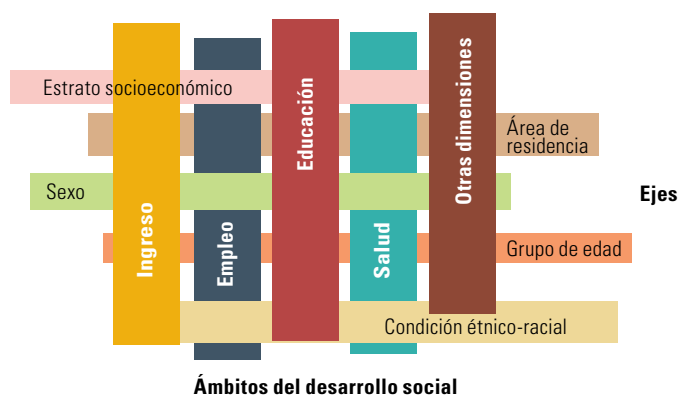 Estrato socioeconómico
Área de
residencia
Sexo
Ejes
Grupo de edad
Condición étnico-racial
Ingreso
Empleo
Educación
Salud
Otras dimensiones
Ámbitos del desarrollo social